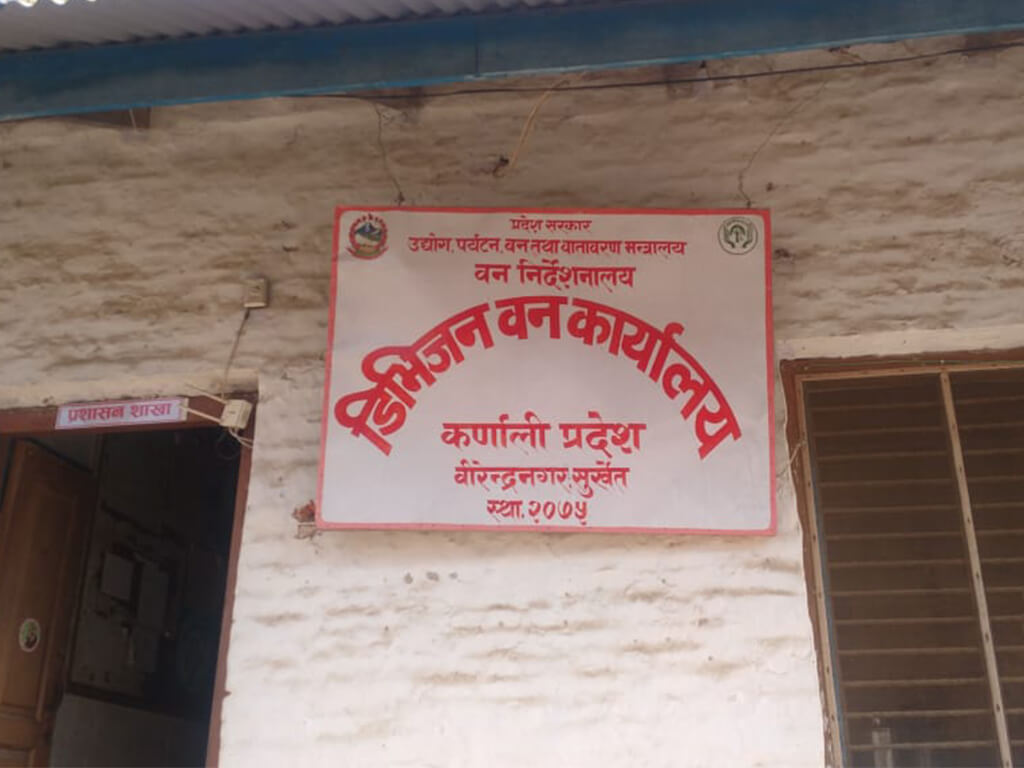 प्रदेश सरकार
उद्योग, पर्यटन, वन तथा वातावरण मन्त्रालय
वन निर्देशनालय
डिभिजन वन कार्यालय
कर्णाली प्रदेश
वीरेन्द्रनगर, सुर्खेत
स्था. २०७५
प्रशासन शाखा